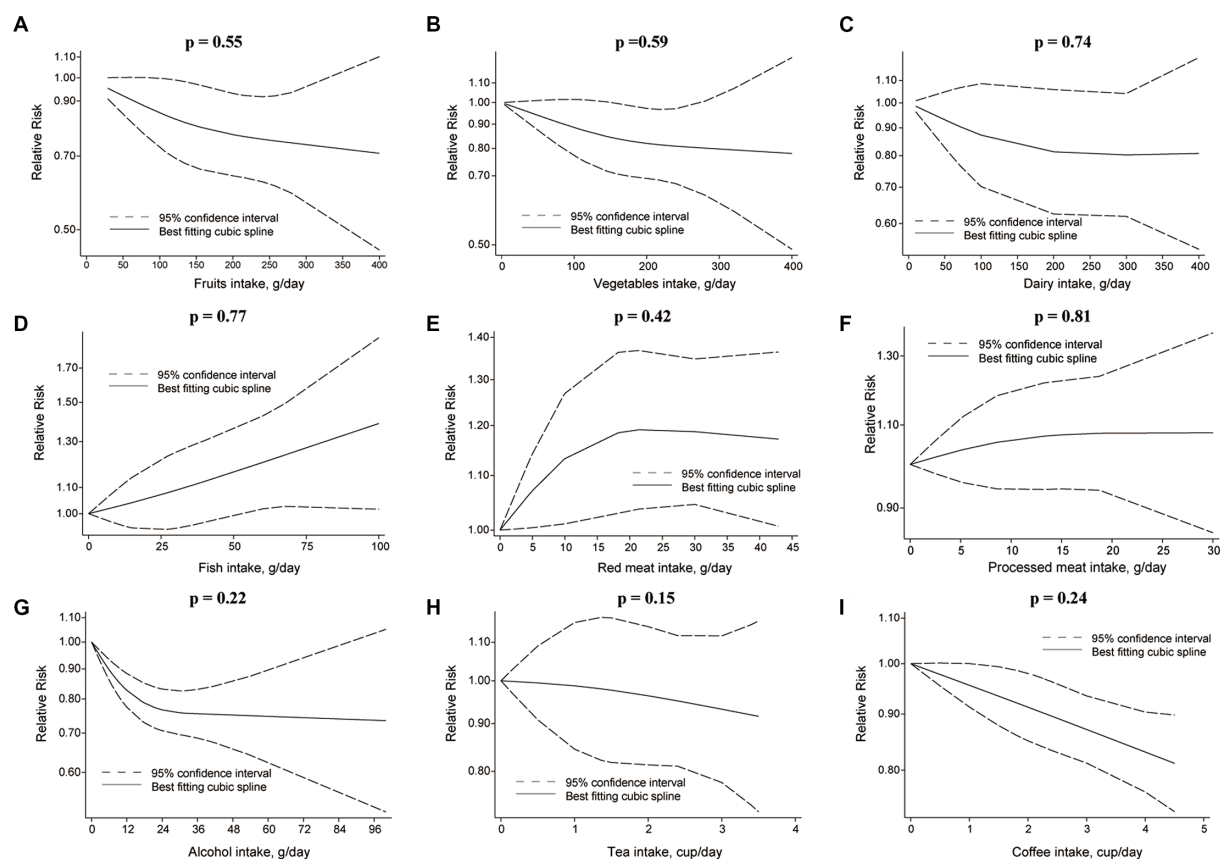 A
p = 0.55
Relative Risk
1.10
1.00
0.90
0.70
0.50
95% confidence interval
Best fitting cubic spline
0 50 100 150 200 250 300 350 400
Fruits intake, g/day
B
p =0.59
Relative Risk
1.10
1.00
0.90
0.80
0.70
0.50
95% confidence interval
Best fitting cubic spline
0 100 200 300 400
Vegetables intake, g/day
C
p = 0.74
Relative Risk
1.10
1.00
0.90
0.80
0.70
0.60
95% confidence interval
Best fitting cubic spline
0 50 100 150 200 250 300 350 400
Dairy intake, g/day
D
p = 0.77
Relative Risk
1.70
1.50
1.30
1.10
1.00
95% confidence interval
Best fitting cubic spline
0 25 50 75 100
Fish intake, g/day
E
p = 0.42
Relative Risk
1.40
1.30
1.20
1.10
1.00
95% confidence interval
Best fitting cubic spline
0 5 10 15 20 25 30 35 40 45
Red meat intake, g/day
F
p = 0.81
Relative Risk
1.30
1.10
0.90
95% confidence interval
Best fitting cubic spline
0 5 10 15 20 25 30
Processed meat intake, g/day
G
p = 0.22
Relative Risk
1.10
1.00
0.90
0.80
0.70
0.60
95% confidence interval
Best fitting cubic spline
0 12 24 36 48 60 72 84 96
Alcohol intake, g/day
H
p = 0.15
Relative Risk
1.10
1.00
0.90
0.80
95% confidence interval
Best fitting cubic spline
0 1 2 3 4
Tea intake, cup/day
I
p = 0.24
Relative Risk
1.10
1.00
0.90
0.80
95% confidence interval
Best fitting cubic spline
0 1 2 3 4 5
Coffee intake, cup/day